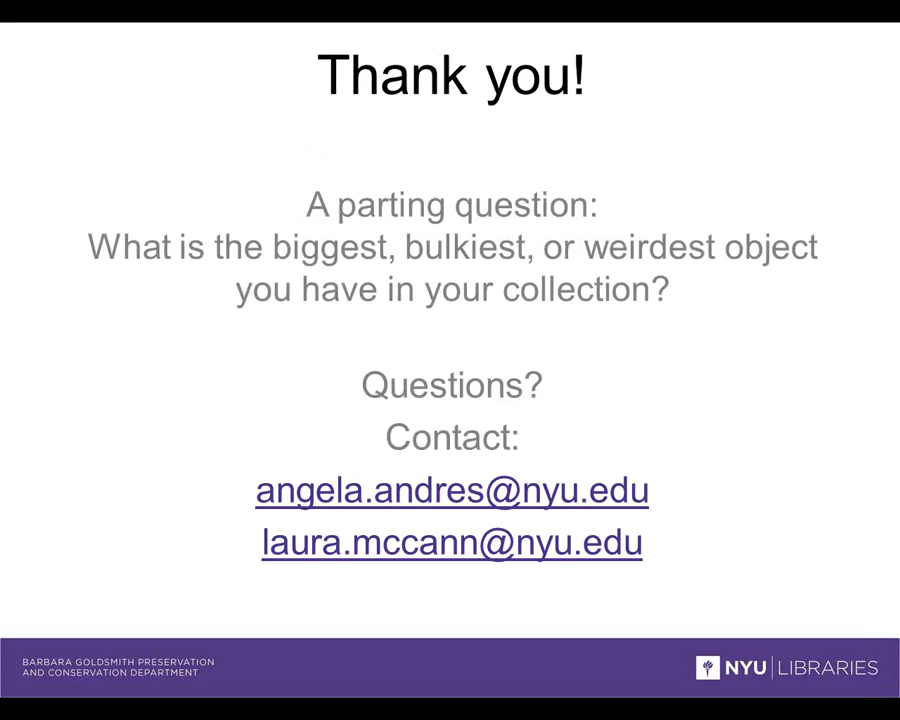 Thank you!
A parting question:
What is the biggest, bulkiest, or weirdest object
you have in your collection?
Questions?
Contact:
angela.andres@nyu.edu
laura.mccann@nyu.edu
BARBARA GOLDSMITH PRESERVATION
AND CONSERVATION DEPARTMENT
NYU LIBRARIES